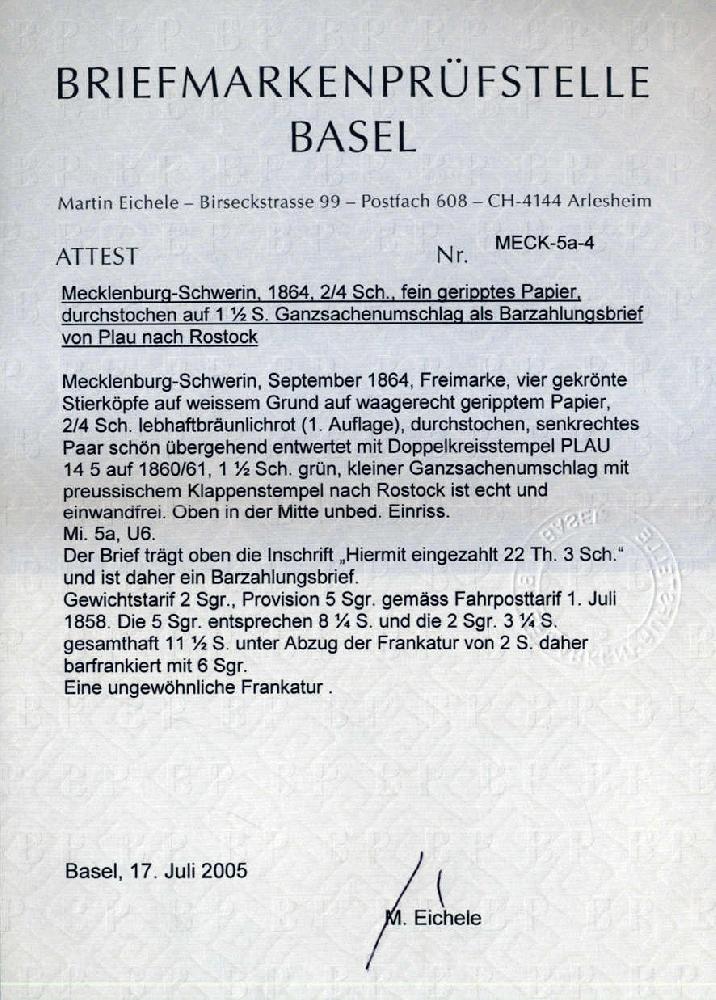 BRIEFMARKENPRÜFSTELLE
BASEL
Martin Eichele – Birseckstrasse 99 – Postfach 608 – CH-4144 Arlesheim
ATTEST Nr. MECK-5a-4
Mecklenburg-Schwerin, 1864, 2/4 Sch., fein geripptes Papier,
durchstochen auf 1 ½ S. Ganzsachenumschlag als Barzahlungsbrief
von Plau nach Rostock
Mecklenburg-Schwerin, September 1864, Freimarke, vier gekrönte
Stierköpfe auf weissem Grund auf waagerecht geripptem Papier,
2/4 Sch. lebhaftbräunlichrot (1. Auflage), durchstochen, senkrechtes
Paar schön übergehend entwertet mit Doppelkreisstempel PLAU
14 5 auf 1860/61, 1 ½ Sch. grün, kleiner Ganzsachenumschlag mit
preussischem Klappenstempel nach Rostock ist echt und
einwandfrei. Oben in der Mitte unbed. Einriss.
Mi. 5a, U6.
Der Brief trägt oben die Inschrift „Hiermit eingezahlt 22 Th. 3 Sch.“
und ist daher ein Barzahlungsbrief.
Gewichtstarif 2 Sgr., Provision 5 Sgr. gemäss Fahrposttarif 1. Juli
1858. Die 5 Sgr. entsprechen 8 ¼ S. und die 2 Sgr. 3 ¼ S.
gesamthaft 11 ½ S. unter Abzug der Frankatur von 2 S. daher
barfrankiert mit 6 Sgr.
Eine ungewöhnliche Frankatur .
BASEL
Basel, 17. Juli 2005
M. Eichele